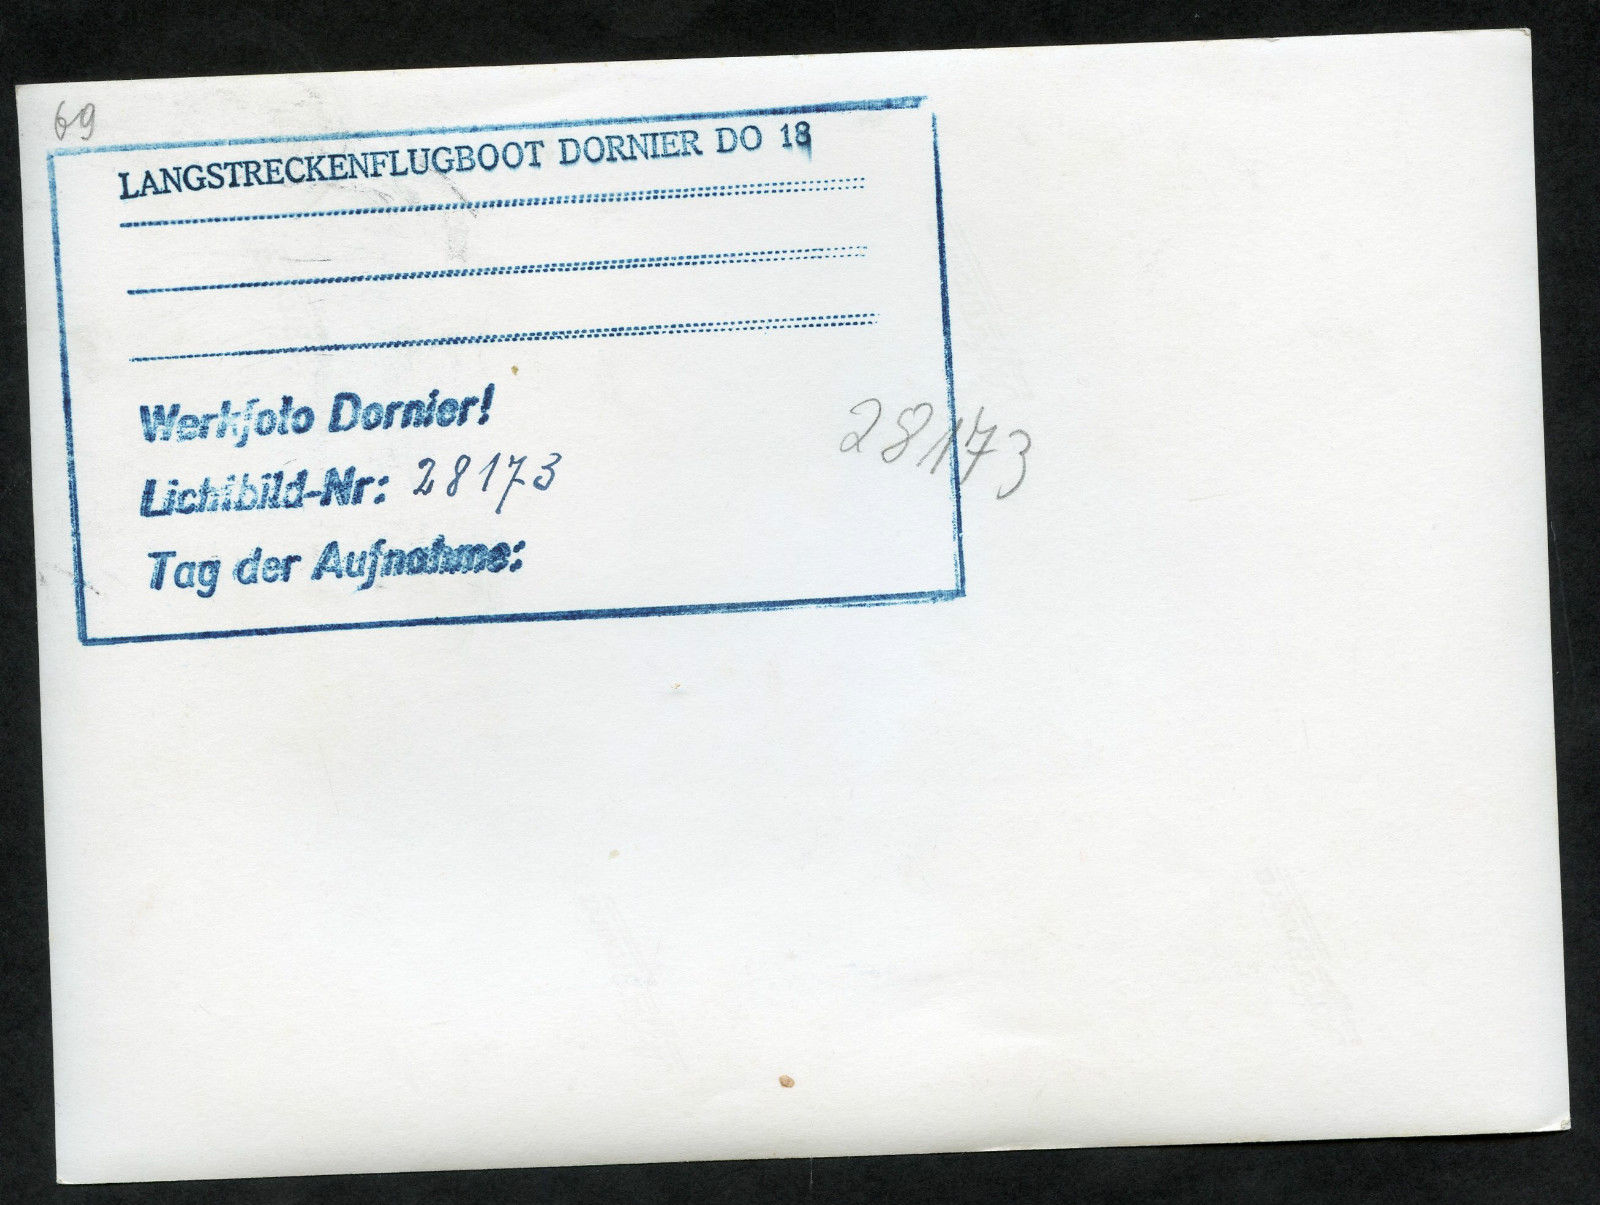 69
LANGSTRECKENFLUGBOOT DORNIER DO 18
Werkfoto Dornier!
Lichtbild-Nr: 28173
28173
Tag der Aufnahme: